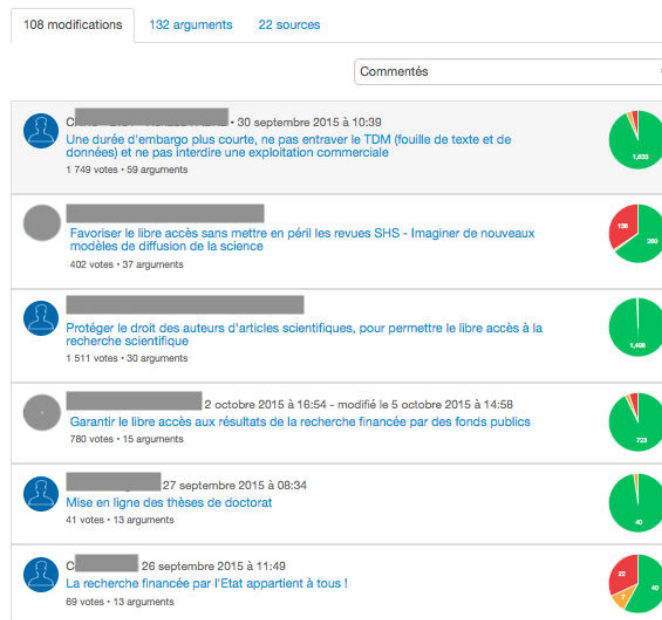 108 modifications 132 arguments 22 sources
Commentés
C • 30 septembre 2015 à 10:39
Une durée d'embargo plus courte, ne pas entraver le TDM (fouille de texte et de
données) et ne pas interdire une exploitation commerciale
1 749 votes • 59 arguments
1,633
Favoriser le libre accès sans mettre en péril les revues SHS - Imaginer de nouveaux
modèles de diffusion de la science
402 votes • 37 arguments
138
260
Protéger le droit des auteurs d'articles scientifiques, pour permettre le libre accès à la
recherche scientifique
1 511 votes • 30 arguments
1,498
2 octobre 2015 à 16:54 - modifié le 5 octobre 2015 à 14:58
Garantir le libre accès aux résultats de la recherche financée par des fonds publics
780 votes • 15 arguments
723
27 septembre 2015 à 08:34
Mise en ligne des thèses de doctorat
41 votes • 13 arguments
40
C 26 septembre 2015 à 11:49
La recherche financée par l'Etat appartient à tous !
69 votes • 13 arguments
22
7
40